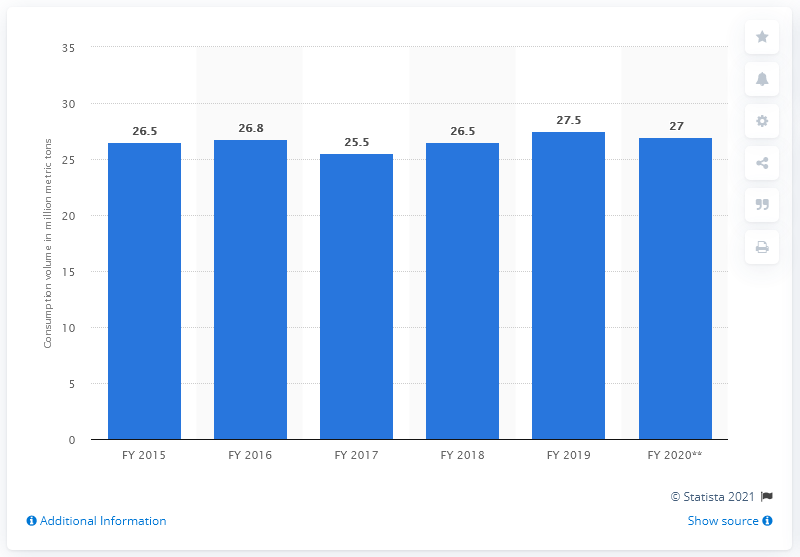 Consumption volume in million metric tons
35
30
25
20
15
10
5
0
26.5
26.8
25.5
26.5
27.5
27
FY 2015
FY 2016
FY 2017
FY 2018
FY 2019
FY 2020**
© Statista 2021
Additional Information
Show source